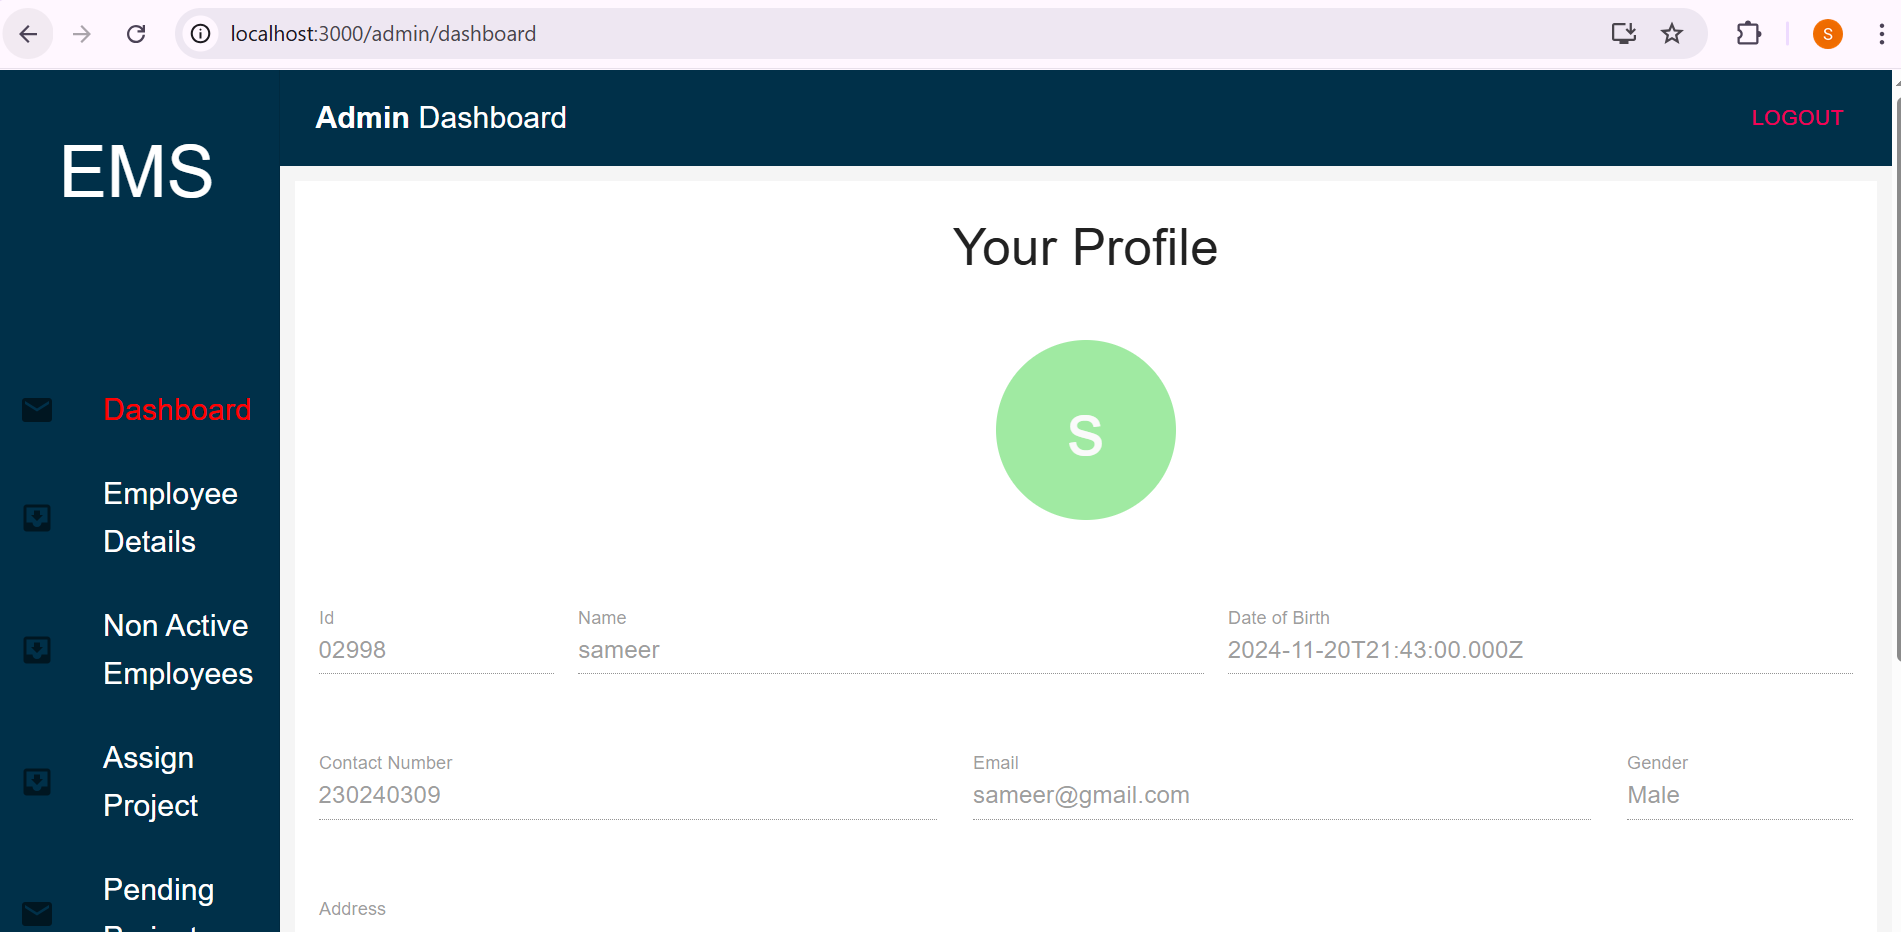 localhost:3000/admin/dashboard
S
EMS
Admin Dashboard
LOGOUT
Dashboard
Employee
Details
Non Active
Employees
Assign
Project
Pending
Your Profile
S
Id
Name
Date of Birth
02998
sameer
2024-11-20T21:43:00.000Z
Contact Number
Email
Gender
230240309
sameer@gmail.com
Male
Address